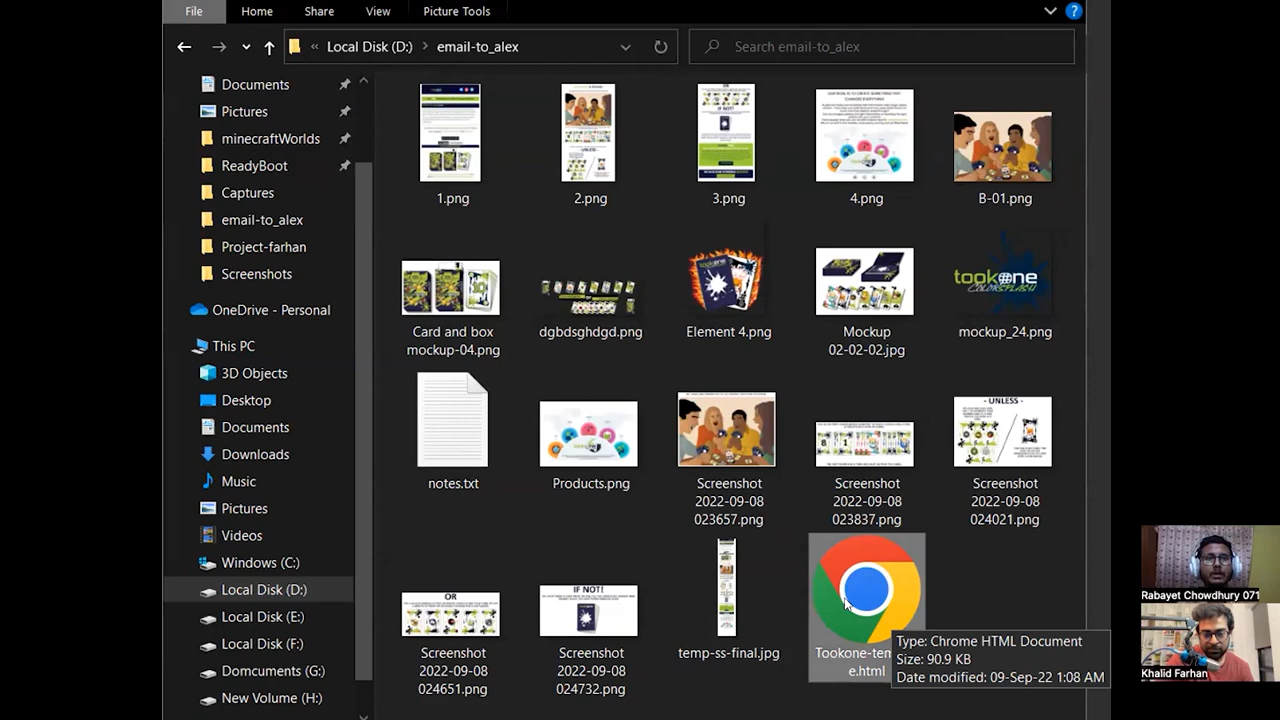 File Home Share View Picture Tools
« Local Disk (D:) > email-to_alex
Search email-to_alex
Documents
Pictures
minecraftWorlds
ReadyBoot
Captures
email-to_alex
Project-farhan
Screenshots
OneDrive - Personal
This PC
3D Objects
Desktop
Documents
Downloads
Music
Pictures
Videos
Windows (C:)
Local Disk (D:)
Local Disk (E:)
Local Disk (F:)
Domcuments (G:)
New Volume (H:)
1.png
2.png
3.png
4.png
B-01.png
Card and box
mockup-04.png
dgbdsghdgd.png
Element 4.png
Mockup
02-02-02.jpg
tookone
COLORSPLASH
mockup_24.png
notes.txt
Products.png
Screenshot
2022-09-08
023657.png
Screenshot
2022-09-08
023837.png
- UNLESS -
Screenshot
2022-09-08
024021.png
OR
Screenshot
2022-09-08
024651.png
IF NOT!
Screenshot
2022-09-08
024732.png
temp-ss-final.jpg
Tookone-tem
e.html
Type: Chrome HTML Document
Size: 90.9 KB
Date modified: 09-Sep-22 1:08 AM
Rabayet Chowdhury 071
Khalid Farhan